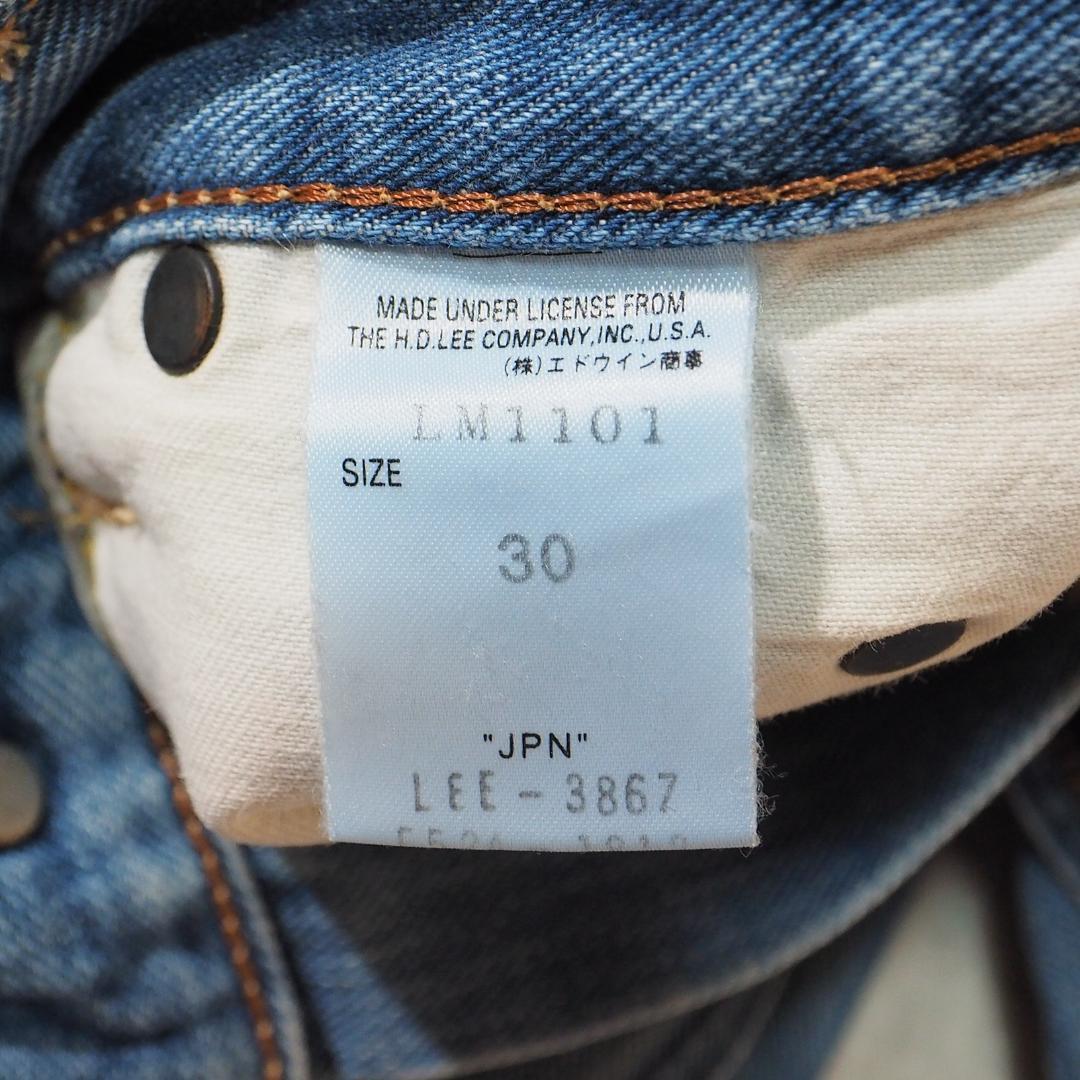 MADE UNDER LICENSE FROM
THE H.D.LEE COMPANY,INC.,U.S.A.
(株)エドウイン商事
LM1101
SIZE
30
"JPN"
LEE-3867